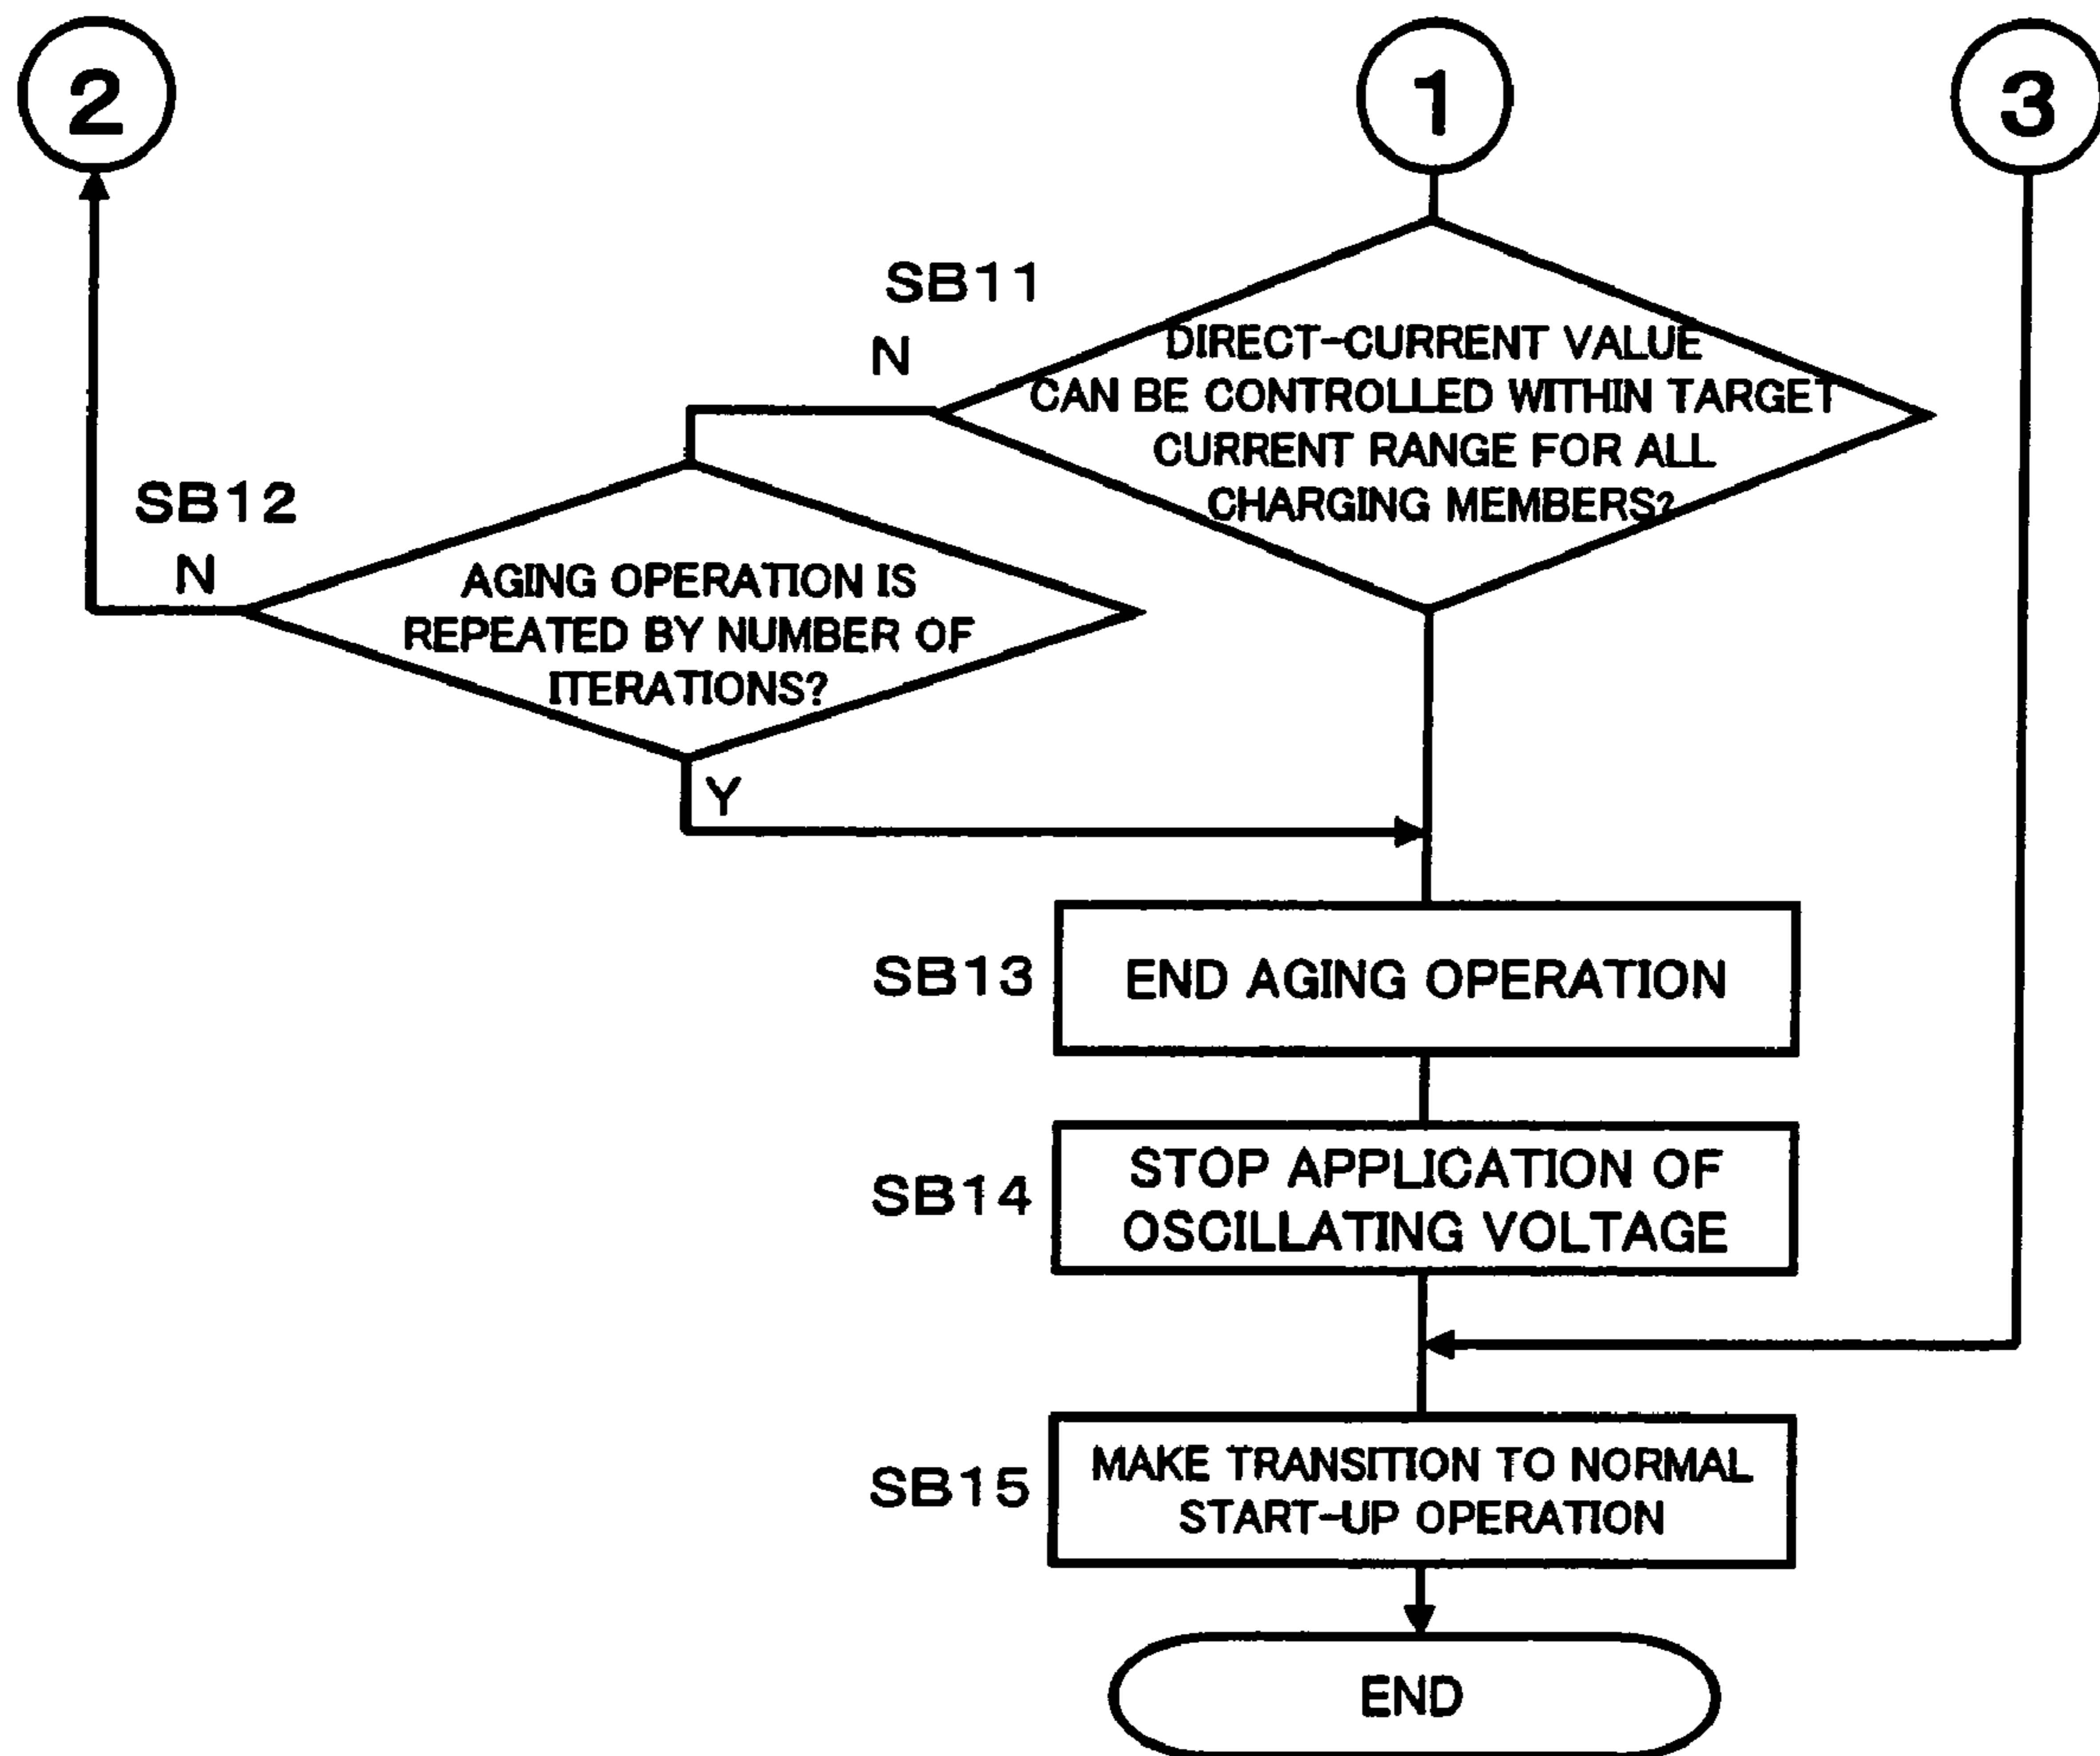 2
1
3
SB11
N
DIRECT-CURRENT VALUE
CAN BE CONTROLLED WITHIN TARGET
CURRENT RANGE FOR ALL
CHARGING MEMBERS?
SB12
N
AGING OPERATION IS
REPEATED BY NUMBER OF
ITERATIONS?
Y
SB13
END AGING OPERATION
SB14
STOP APPLICATION OF
OSCILLATING VOLTAGE
SB15
MAKE TRANSITION TO NORMAL
START-UP OPERATION
END